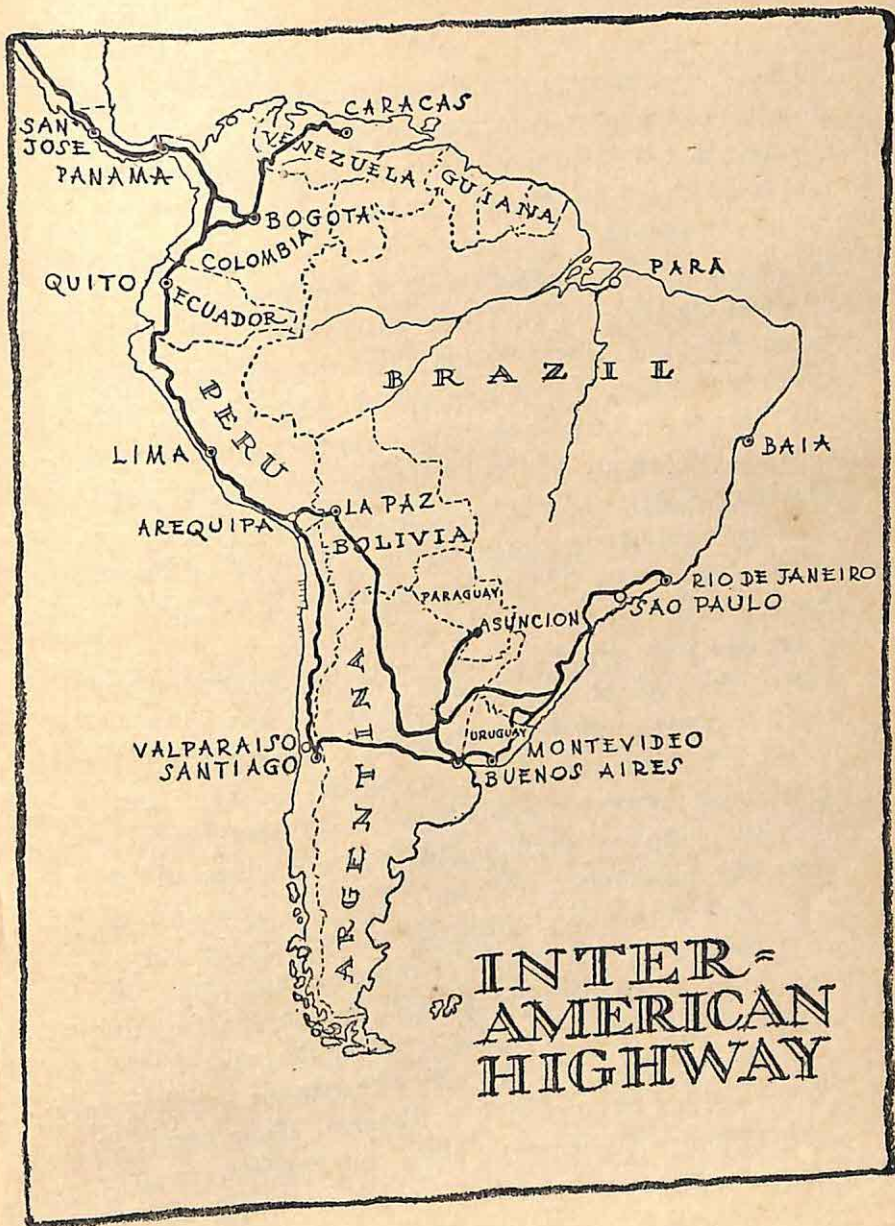 CARACAS
SAN-
JOSE
VENEZUELA
PANAMA
GUIANA
BOGOTA
COLOMBIA
PARÁ
QUITO
ECUADOR
BRAZIL
PERU
LIMA
BAIA
LA PAZ
AREQUIPA
BOLIVIA
RIO DE JANEIRO
PARAGUAY
SAO PAULO
ASUNCION
ARGENTINA
URUGUAY
VALPARAISO
MONTEVIDEO
SANTIAGO
BUENOS AIRES
INTER=
AMERICAN
HIGHWAY